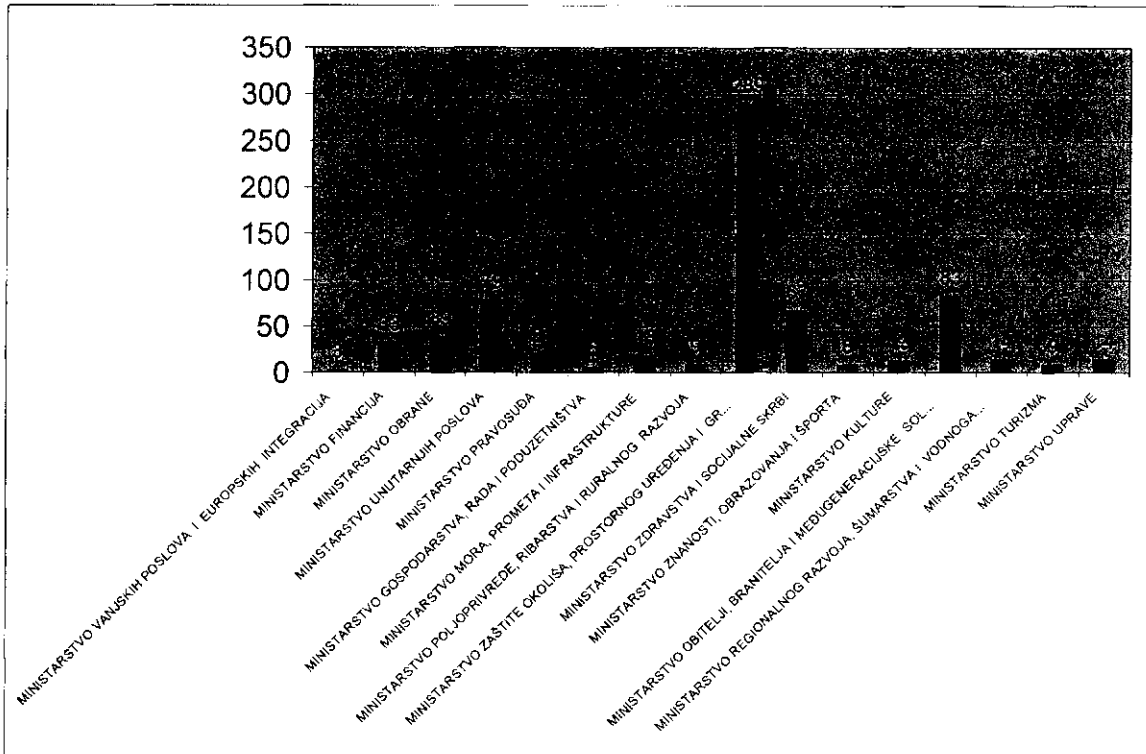 350
300
250
200
150
100
50
0
MINISTARSTVO VANJSKIH POSLOVA I EUROPSKIH INTEGRACIJA
MINISTARSTVO FINANCIJA
MINISTARSTVO OBRANE
MINISTARSTVO UNUTARNJIH POSLOVA
MINISTARSTVO PRAVOSUĐA
MINISTARSTVO GOSPODARSTVA, RADA I PODUZETNIŠTVA
MINISTARSTVO MORA, PROMETA I INFRASTRUKTURE
MINISTARSTVO POLJOPRIVREDE, RIBARSTVA I RURALNOG RAZVOJA
MINISTARSTVO ZAŠTITE OKOLIŠA, PROSTORNOG UREĐENJA I GR...
MINISTARSTVO ZDRAVSTVA I SOCIJALNE SKRBI
MINISTARSTVO ZNANOSTI, OBRAZOVANJA I ŠPORTA
MINISTARSTVO KULTURE
MINISTARSTVO OBITELJI, BRANITELJA I MEĐUGENERACIJSKE SOL...
MINISTARSTVO REGIONALNOG RAZVOJA, ŠUMARSTVA I VODNOGA...
MINISTARSTVO TURIZMA
MINISTARSTVO UPRAVE